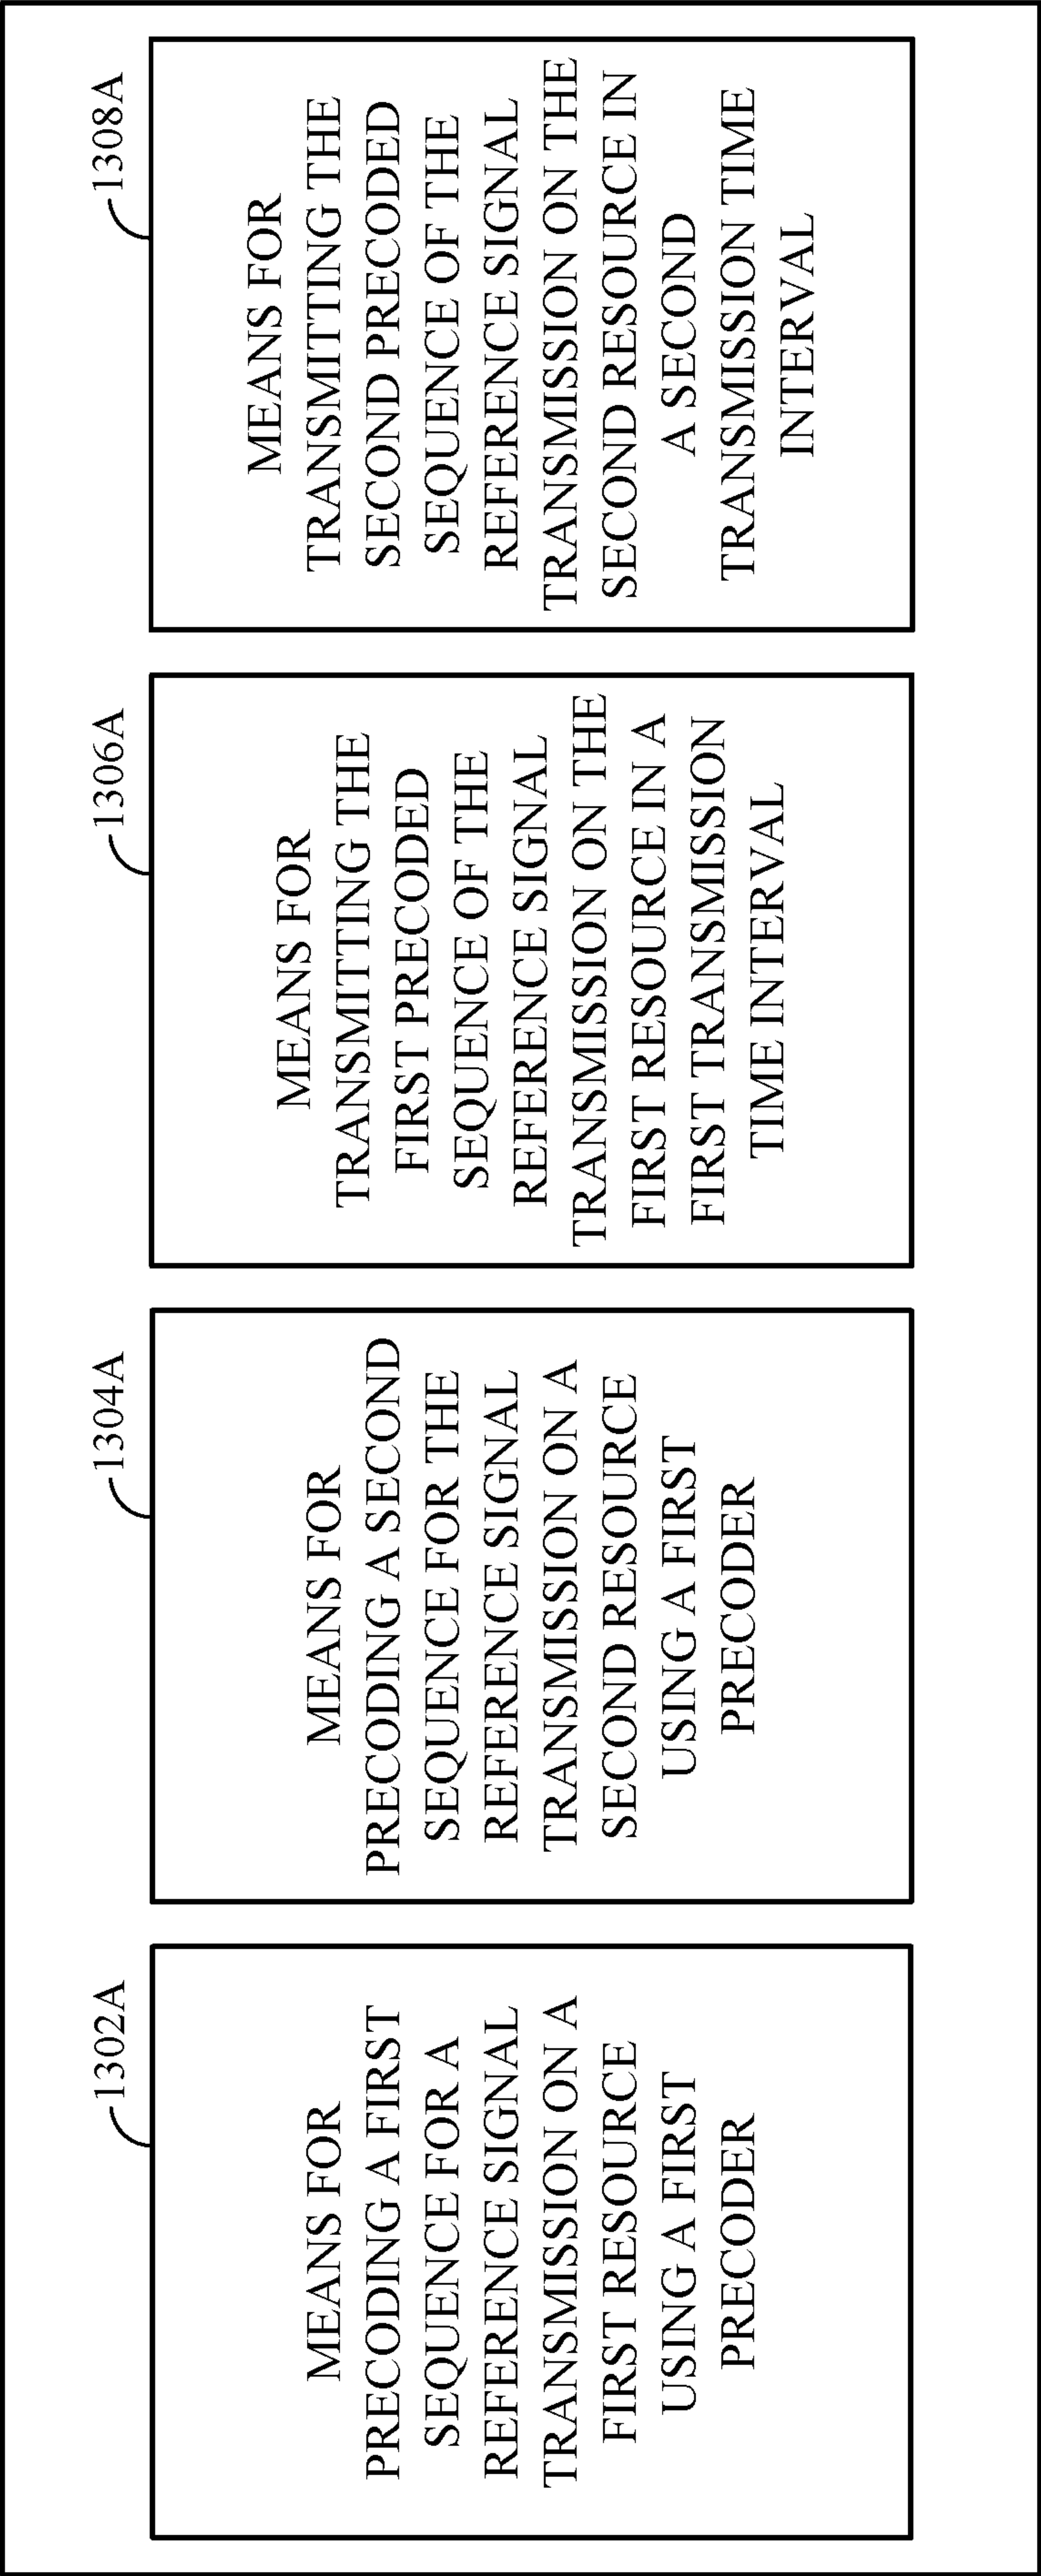 1302A
MEANS FOR
PRECODING A FIRST
SEQUENCE FOR A
REFERENCE SIGNAL
TRANSMISSION ON A
FIRST RESOURCE
USING A FIRST
PRECODER
1304A
MEANS FOR
PRECODING A SECOND
SEQUENCE FOR THE
REFERENCE SIGNAL
TRANSMISSION ON A
SECOND RESOURCE
USING A FIRST
PRECODER
1306A
MEANS FOR
TRANSMITTING THE
FIRST PRECODED
SEQUENCE OF THE
REFERENCE SIGNAL
TRANSMISSION ON THE
FIRST RESOURCE IN A
FIRST TRANSMISSION
TIME INTERVAL
1308A
MEANS FOR
TRANSMITTING THE
SECOND PRECODED
SEQUENCE OF THE
REFERENCE SIGNAL
TRANSMISSION ON THE
SECOND RESOURCE IN
A SECOND
TRANSMISSION TIME
INTERVAL